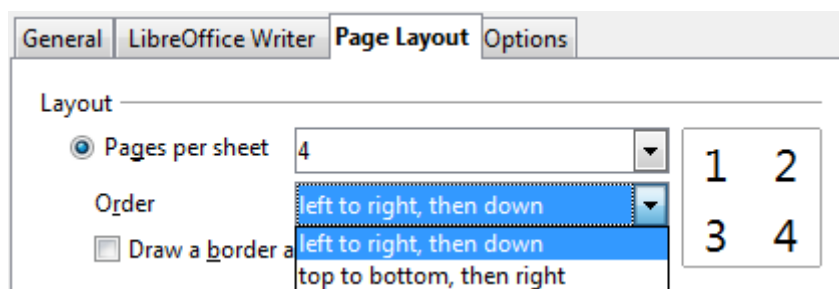 General LibreOffice Writer Page Layout Options
Layout
Pages per sheet 4
1 2
Order left to right, then down
3 4
Draw a border a left to right, then down
top to bottom, then right